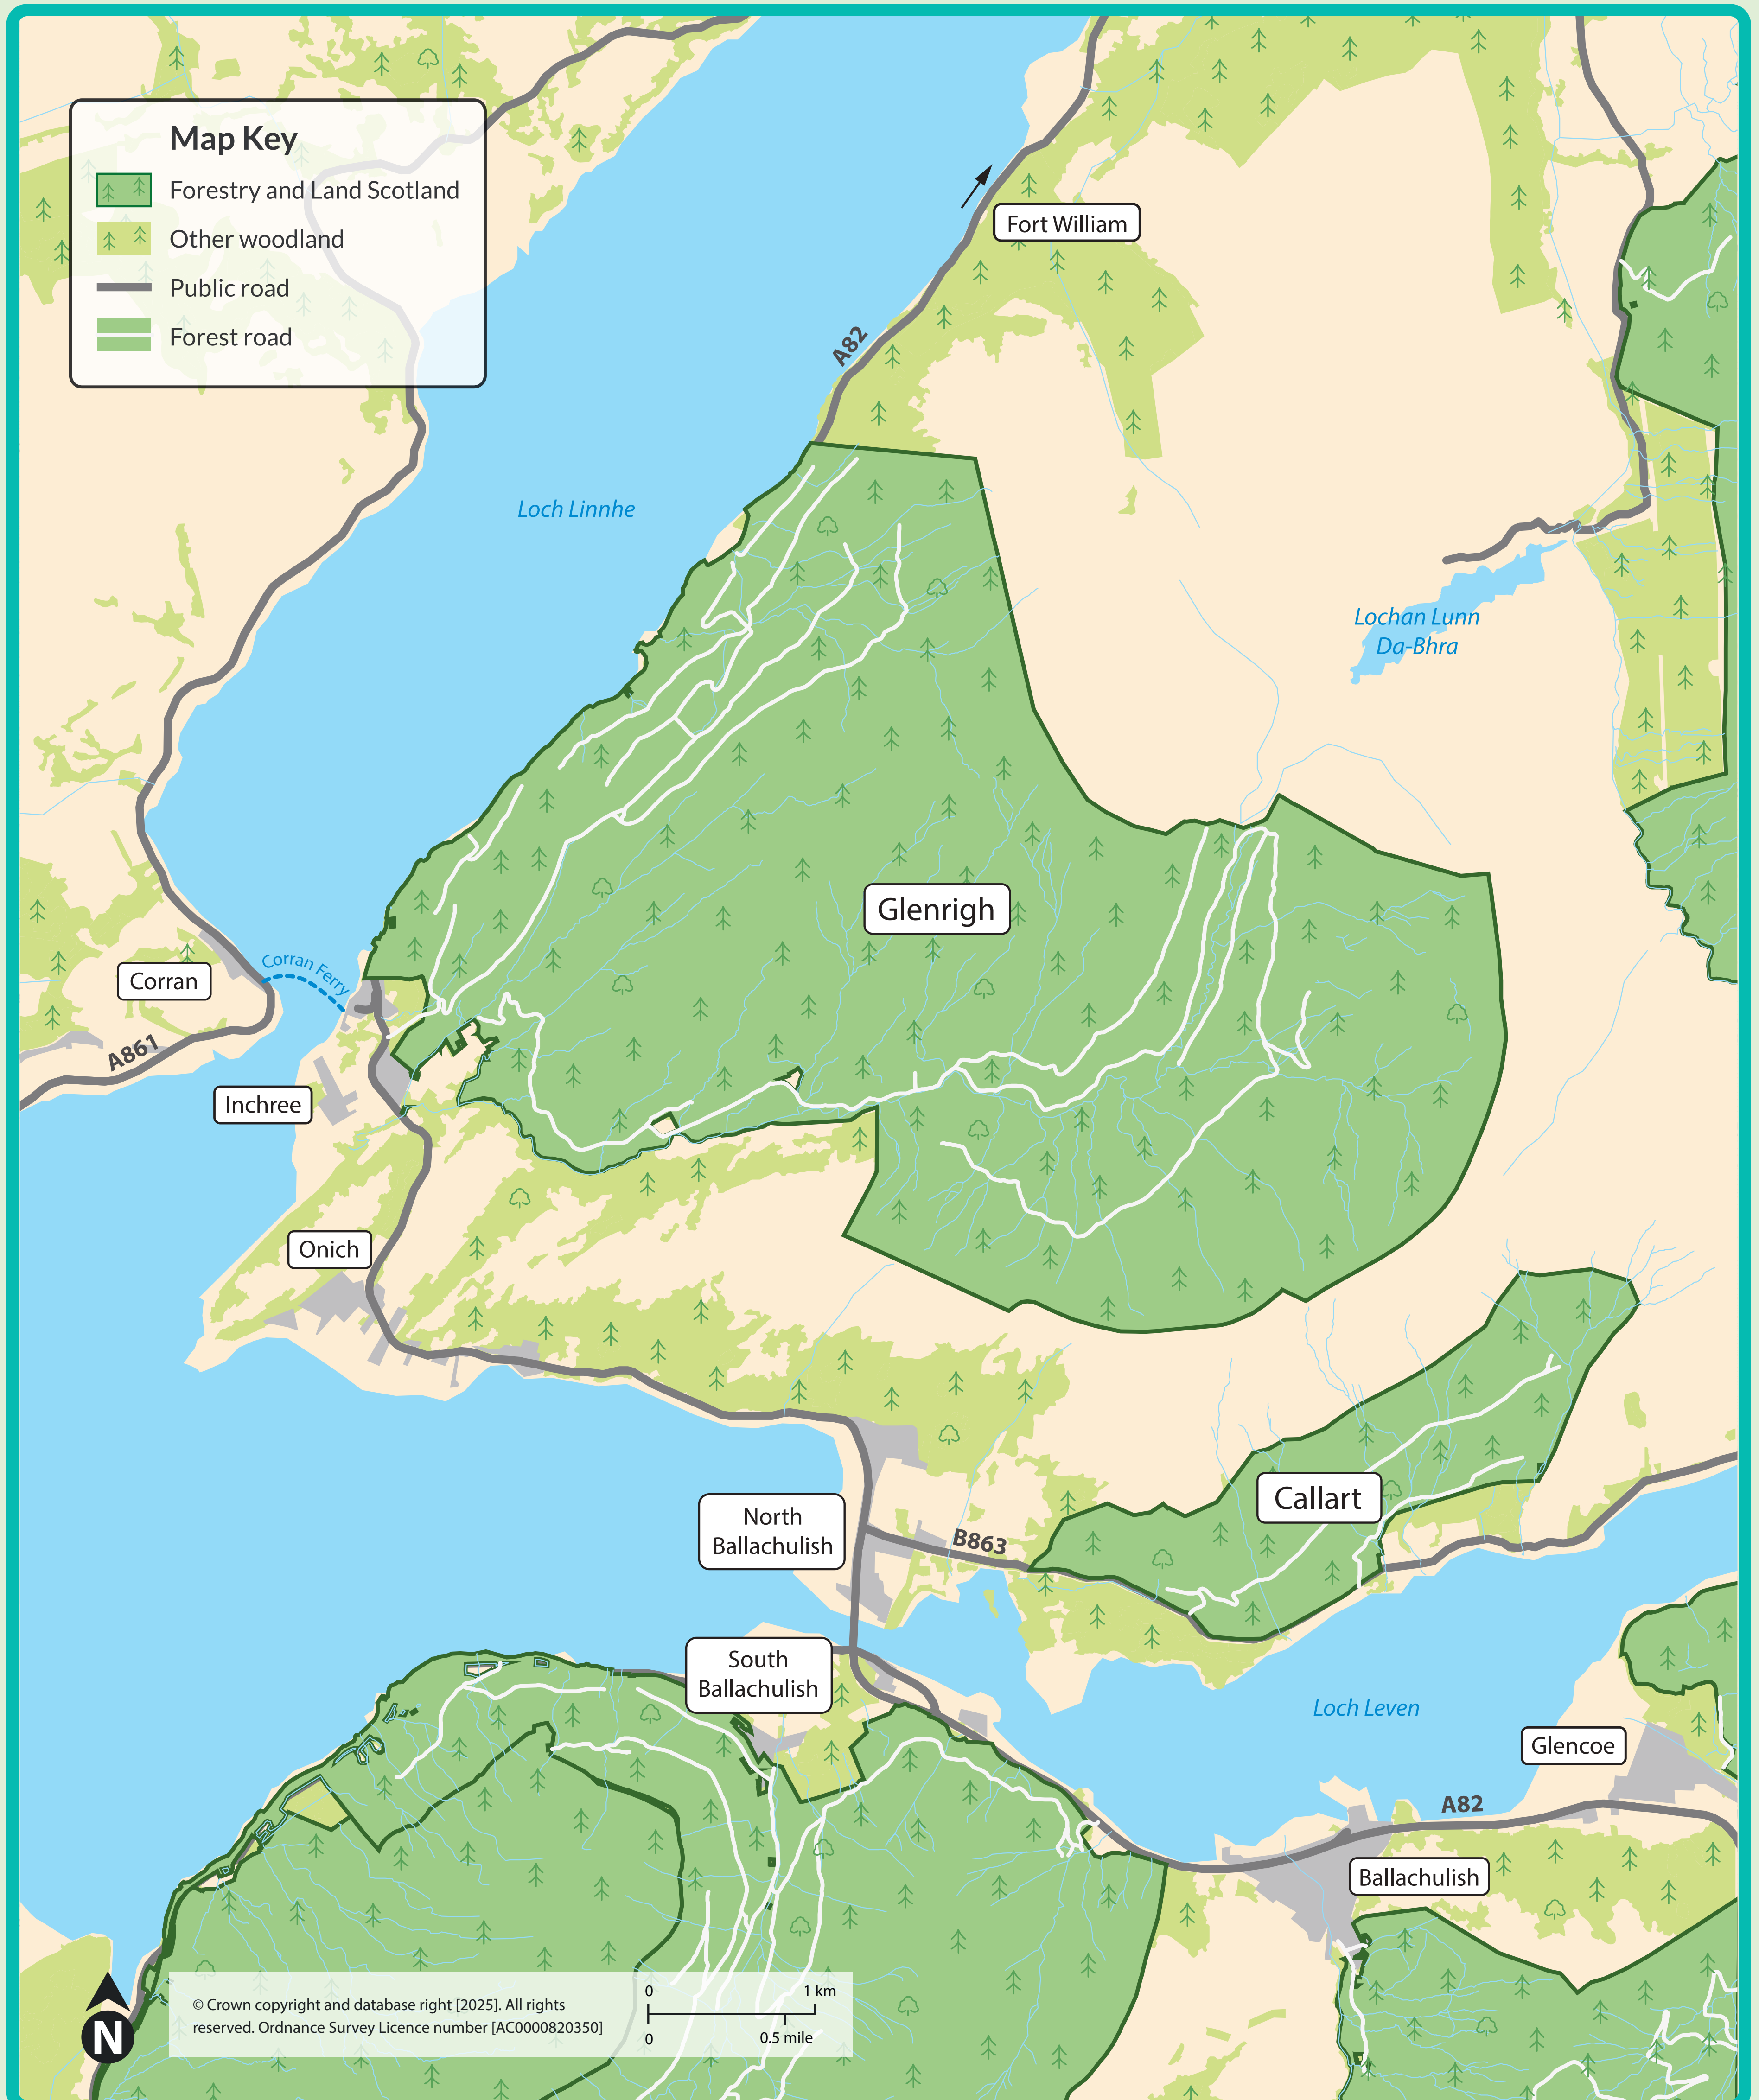 Map Key
Forestry and Land Scotland
Other woodland
Public road
Forest road
Fort William
A82
Loch Linnhe
Lochan Lunn
Da-Bhra
Glenrigh
Corran Ferry
Corran
A861
Inchree
Onich
Callart
North
Ballachulish
B863
South
Ballachulish
Loch Leven
Glencoe
A82
Ballachulish
N
© Crown copyright and database right [2025]. All rights
reserved. Ordnance Survey Licence number [AC0000820350]
0 1 km
0 0.5 mile